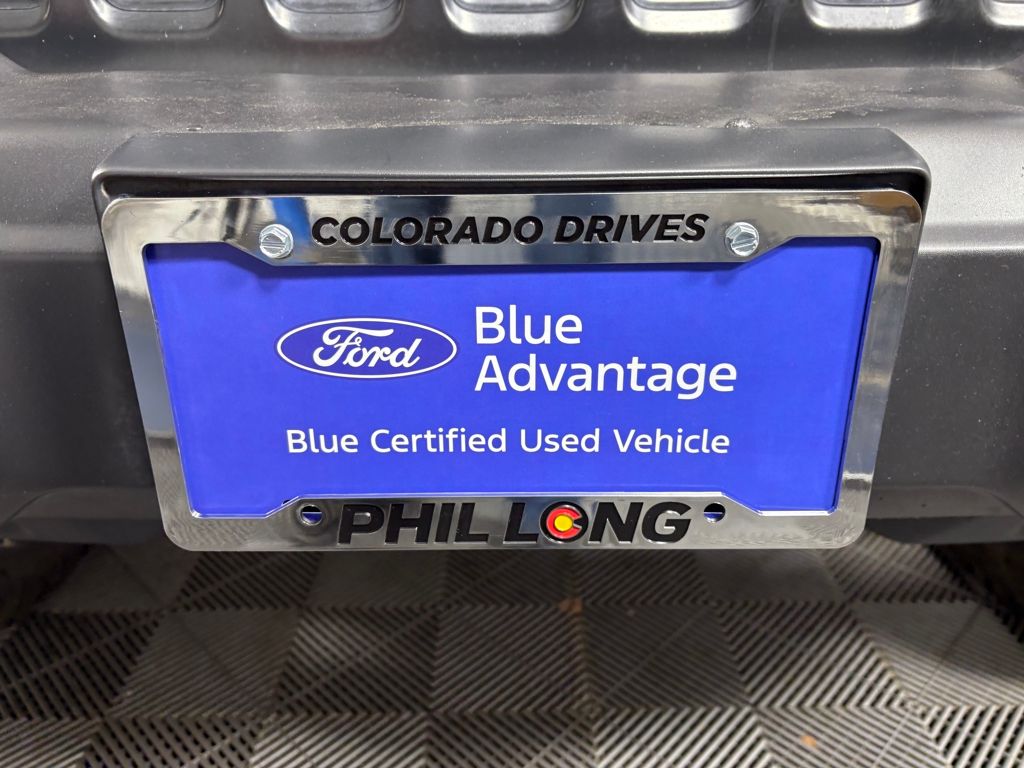 COLORADO DRIVES
Ford
Blue
Advantage
Blue Certified Used Vehicle
PHIL LONG